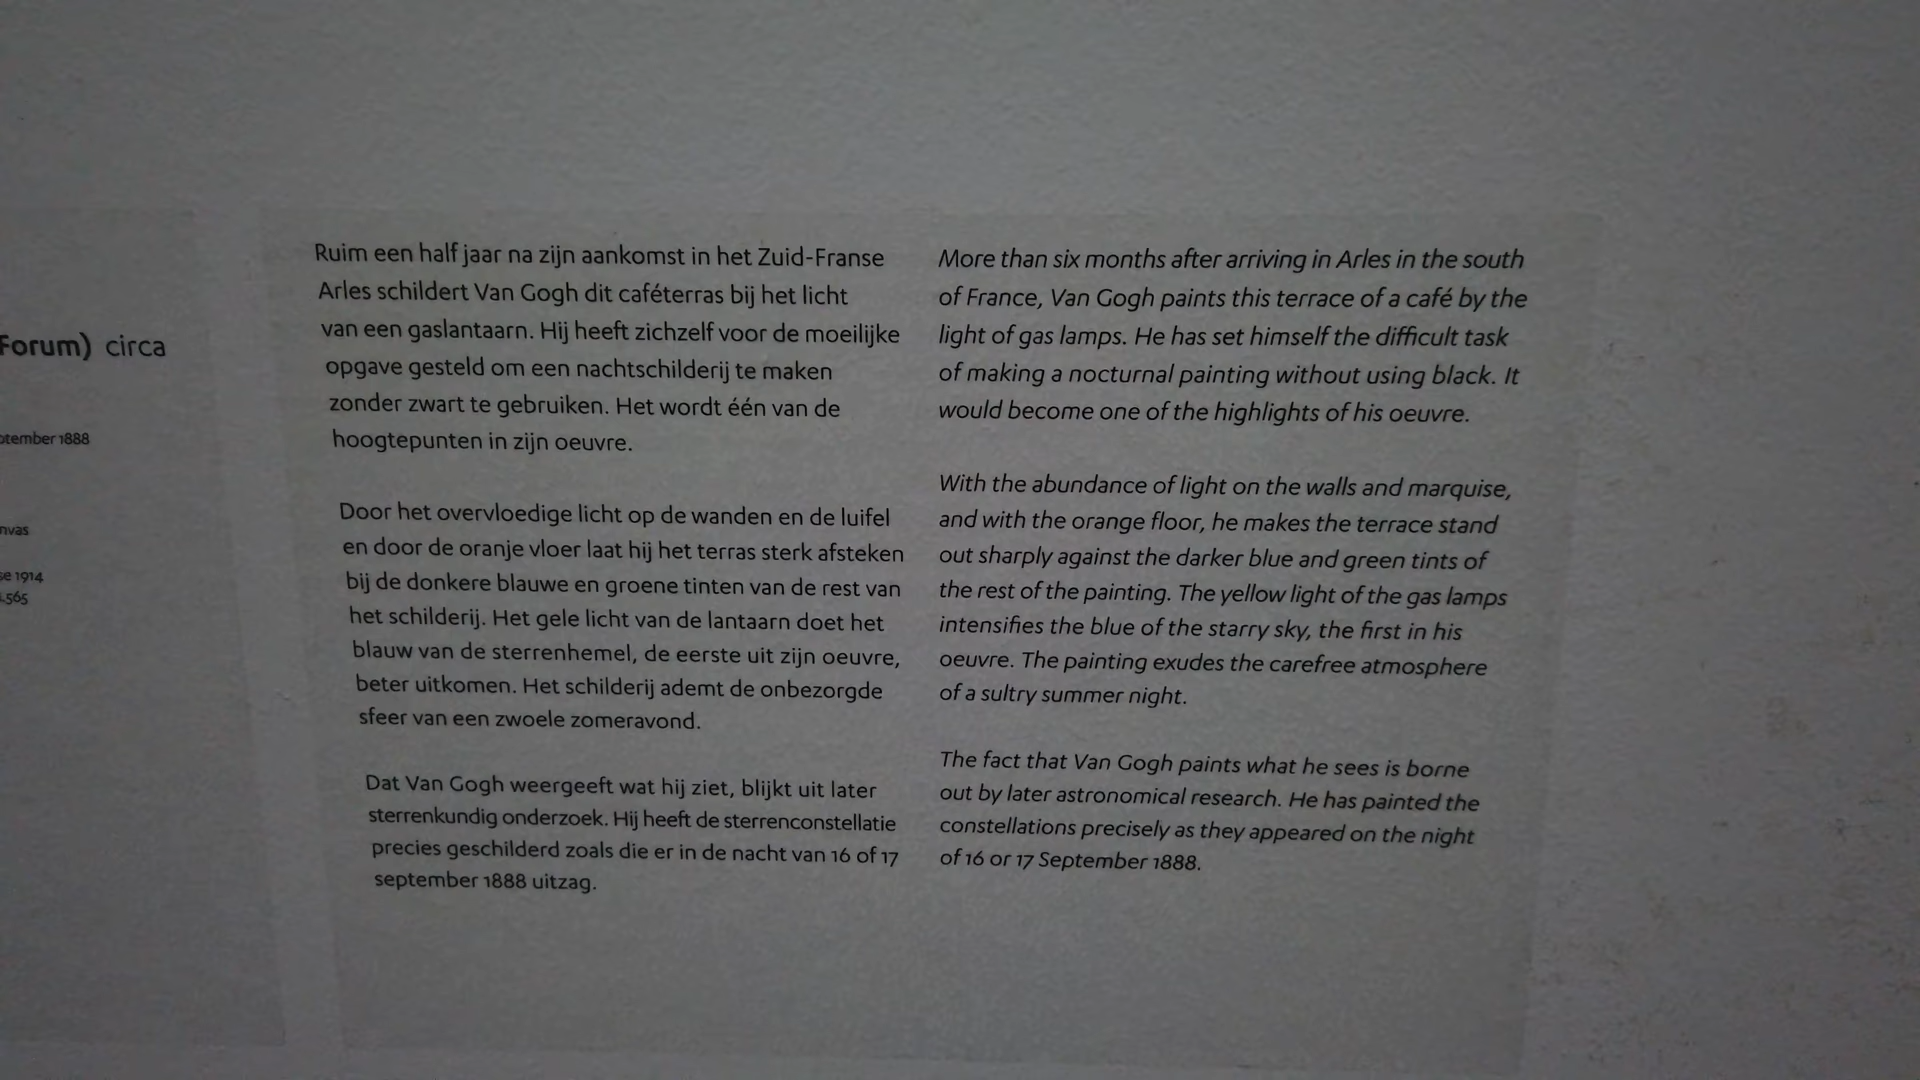 Forum) circa
1888
1914
Ruim een half jaar na zijn aankomst in het Zuid-Franse
Arles schildert Van Gogh dit caféterras bij het licht
van een gaslantaarn. Hij heeft zichzelf voor de moeilijke
opgave gesteld om een nachtschilderij te maken
zonder zwart te gebruiken. Het wordt één van de
hoogtepunten in zijn oeuvre.
Door het overvloedige licht op de wanden en de luifel
en door de oranje vloer laat hij het terras sterk afsteken
bij de donkere blauwe en groene tinten van de rest van
het schilderij. Het gele licht van de lantaarn doet het
blauw van de sterrenhemel, de eerste uit zijn oeuvre,
beter uitkomen. Het schilderij ademt de onbezorgde
sfeer van een zwoele zomeravond.
Dat Van Gogh weergeeft wat hij ziet, blijkt uit later
sterrenkundig onderzoek. Hij heeft de sterrenconstellatie
precies geschilderd zoals die er in de nacht van 16 of 17
september 1888 uitzag.
More than six months after arriving in Arles in the south
of France, Van Gogh paints this terrace of a café by the
light of gas lamps. He has set himself the difficult task
of making a nocturnal painting without using black. It
would become one of the highlights of his oeuvre.
With the abundance of light on the walls and marquise,
and with the orange floor, he makes the terrace stand
out sharply against the darker blue and green tints of
the rest of the painting. The yellow light of the gas lamps
intensifies the blue of the starry sky, the first in his
oeuvre. The painting exudes the carefree atmosphere
of a sultry summer night.
The fact that Van Gogh paints what he sees is borne
out by later astronomical research. He has painted the
constellations precisely as they appeared on the night
of 16 or 17 September 1888.